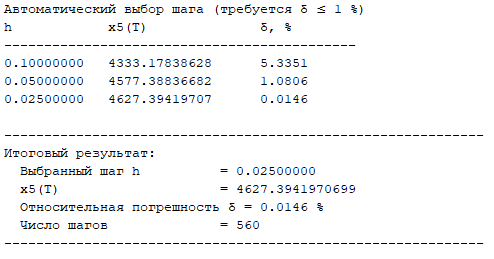 Автоматический выбор шага (требуется δ ≤ 1 %)
h             x5(T)               δ, %
---------------------------------------------
0.10000000   4333.17838628      5.3351
0.05000000   4577.38836682      1.0806
0.02500000   4627.39419707      0.0146
-------------------------------------------------------------
Итоговый результат:
  Выбранный шаг h          = 0.02500000
  x5(T)                    = 4627.3941970699
  Относительная погрешность δ = 0.0146 %
  Число шагов              = 560
-------------------------------------------------------------